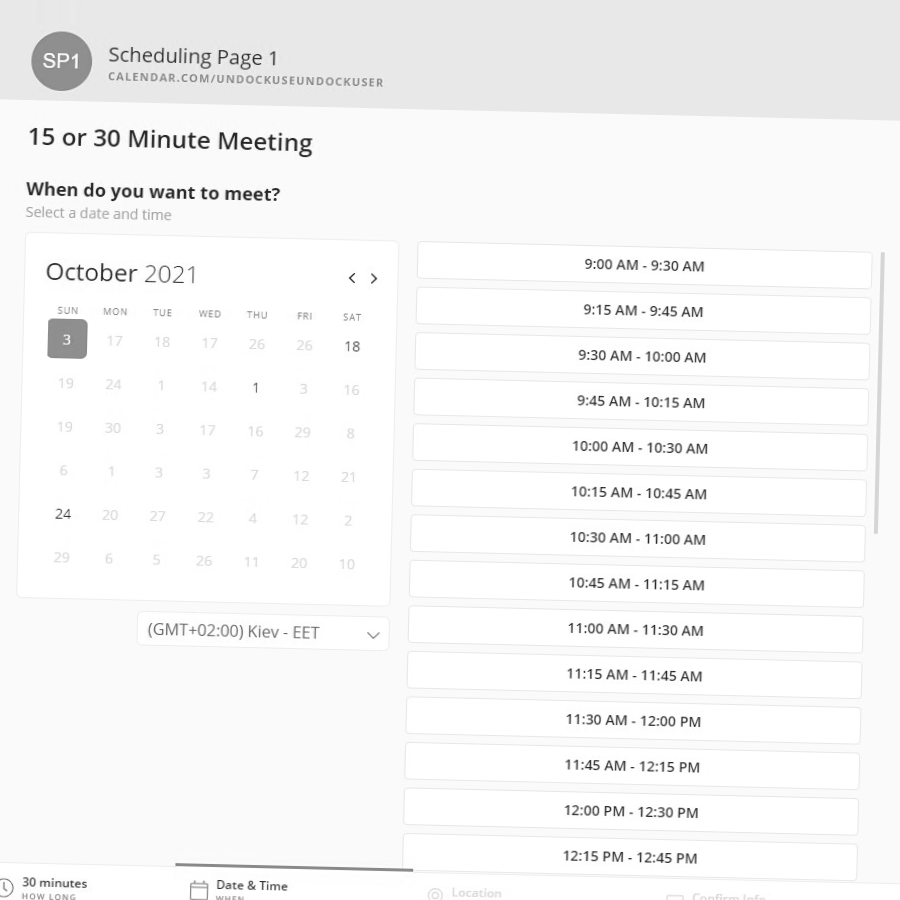 SP1
Scheduling Page 1
CALENDAR.COM/UNDOCKUSEUNDOCKUSER
15 or 30 Minute Meeting
When do you want to meet?
Select a date and time
October 2021
SUN MON TUE WED THU FRI SAT
3 17 18 17 26 26 18
19 24 1 14 1 3 16
19 30 3 17 16 29 8
6 1 3 3 7 12 21
24 20 27 22 4 12 2
29 6 5 26 11 20 10
(GMT+02:00) Kiev - EET
9:00 AM - 9:30 AM
9:15 AM - 9:45 AM
9:30 AM - 10:00 AM
9:45 AM - 10:15 AM
10:00 AM - 10:30 AM
10:15 AM - 10:45 AM
10:30 AM - 11:00 AM
10:45 AM - 11:15 AM
11:00 AM - 11:30 AM
11:15 AM - 11:45 AM
11:30 AM - 12:00 PM
11:45 AM - 12:15 PM
12:00 PM - 12:30 PM
12:15 PM - 12:45 PM
30 minutes
HOW LONG
Date & Time
WHEN
Location
Confirm Info